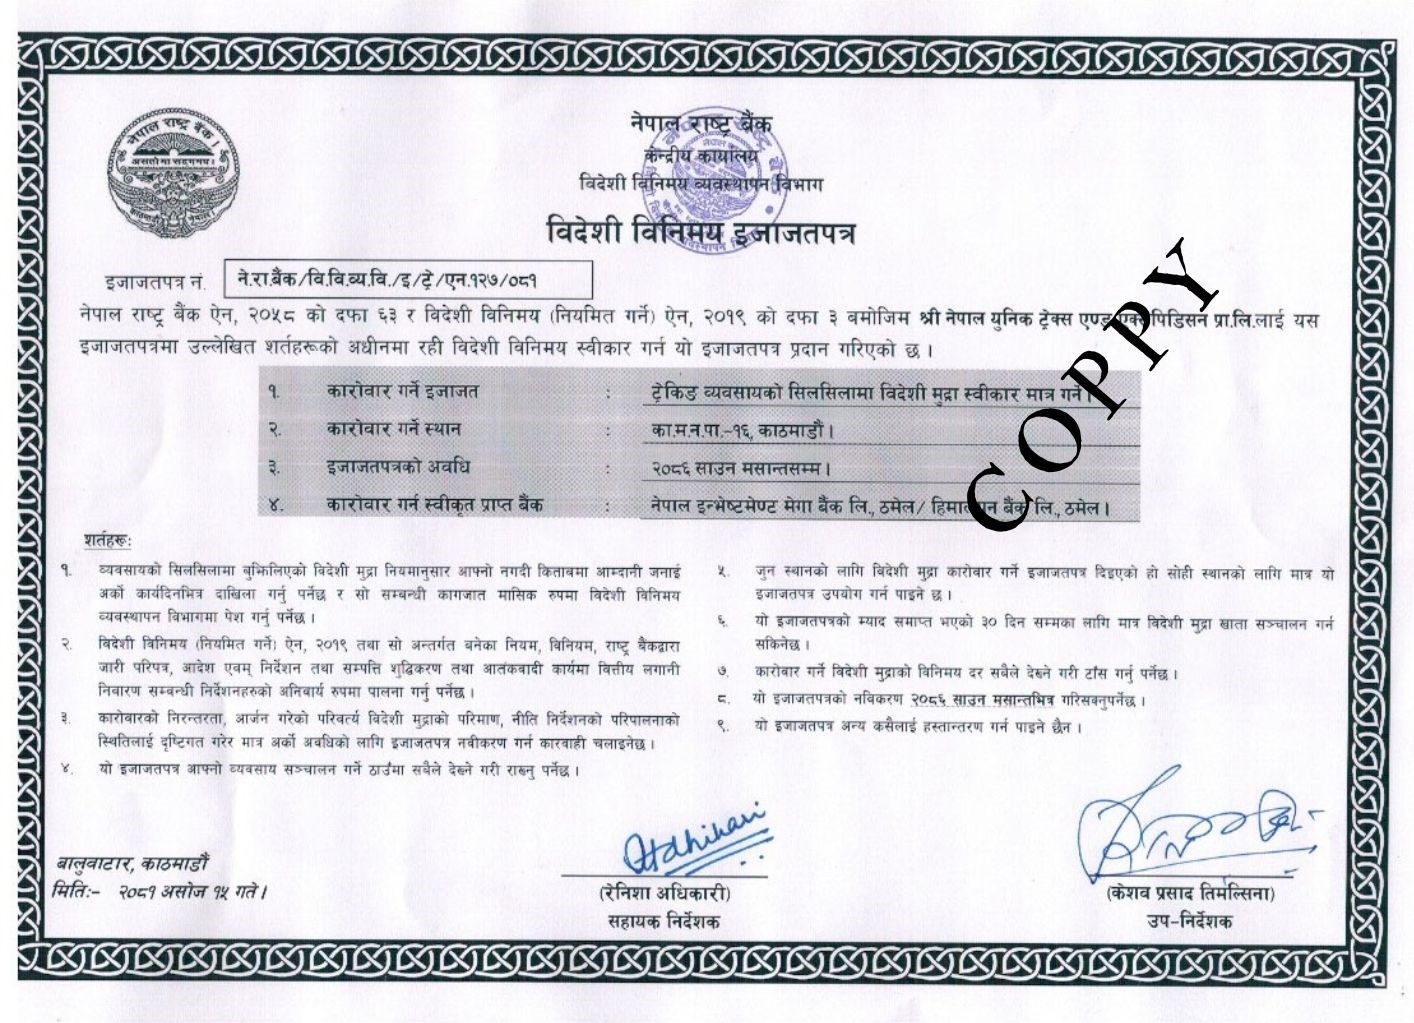 नेपाल राष्ट्र बैंक ।
असतोमा सद्गमय।
काठमाडौं नेपाल।
नेपाल राष्ट्र बैंक
केन्द्रीय कार्यालय
विदेशी विनिमय व्यवस्थापन विभाग
विदेशी विनिमय इजाजतपत्र
इजाजतपत्र नं. ने.रा.बैंक/वि.वि.व्य.वि./इ/ट्रे/एन.१२७/०८१
नेपाल राष्ट्र बैंक ऐन, २०५८ को दफा ६३ र विदेशी विनिमय (नियमित गर्ने) ऐन, २०१९ को दफा ३ बमोजिम श्री नेपाल युनिक ट्रेक्स एण्ड एक्सपिडिसन प्रा.लि.लाई यस
इजाजतपत्रमा उल्लेखित शर्तहरूको अधीनमा रही विदेशी विनिमय स्वीकार गर्न यो इजाजतपत्र प्रदान गरिएको छ ।
१. कारोवार गर्ने इजाजत : ट्रेकिङ व्यवसायको सिलसिलामा विदेशी मुद्रा स्वीकार मात्र गर्ने।
२. कारोवार गर्ने स्थान : का.म.न.पा.-१६, काठमाडौं।
३. इजाजतपत्रको अवधि : २०८६ साउन मसान्तसम्म।
४. कारोवार गर्न स्वीकृत प्राप्त बैंक : नेपाल इन्भेष्टमेण्ट मेगा बैंक लि., ठमेल/ हिमालयन बैंक लि., ठमेल।
COPPY
शर्तहरू:
१. व्यवसायको सिलसिलामा बुझिलिएको विदेशी मुद्रा नियमानुसार आफ्नो नगदी किताबमा आम्दानी जनाई
अर्को कार्यदिनभित्र दाखिला गर्नु पर्नेछ र सो सम्बन्धी कागजात मासिक रुपमा विदेशी विनिमय
व्यवस्थापन विभागमा पेश गर्नु पर्नेछ ।
२. विदेशी विनिमय (नियमित गर्ने) ऐन, २०१९ तथा सो अन्तर्गत बनेका नियम, विनियम, राष्ट्र बैंकद्वारा
जारी परिपत्र, आदेश एवम् निर्देशन तथा सम्पत्ति शुद्धिकरण तथा आतंकवादी कार्यमा वित्तीय लगानी
निवारण सम्बन्धी निर्देशनहरुको अनिवार्य रुपमा पालना गर्नु पर्नेछ ।
३. कारोवारको निरन्तरता, आर्जन गरेको परिवर्त्य विदेशी मुद्राको परिमाण, नीति निर्देशनको परिपालनाको
स्थितिलाई दृष्टिगत गरेर मात्र अर्को अवधिको लागि इजाजतपत्र नवीकरण गर्न कारवाही चलाइनेछ ।
४. यो इजाजतपत्र आफ्नो व्यवसाय सञ्चालन गर्ने ठाउँमा सबैले देख्ने गरी राख्नु पर्नेछ ।
५. जुन स्थानको लागि विदेशी मुद्रा कारोवार गर्ने इजाजतपत्र दिइएको हो सोही स्थानको लागि मात्र यो
इजाजतपत्र उपयोग गर्न पाइने छ ।
६. यो इजाजतपत्रको म्याद समाप्त भएको ३० दिन सम्मका लागि मात्र विदेशी मुद्रा खाता सञ्चालन गर्न
सकिनेछ ।
७. कारोवार गर्ने विदेशी मुद्राको विनिमय दर सबैले देख्ने गरी टाँस गर्नु पर्नेछ ।
८. यो इजाजतपत्रको नविकरण २०८६ साउन मसान्तभित्र गरिसक्नुपर्नेछ ।
९. यो इजाजतपत्र अन्य कसैलाई हस्तान्तरण गर्न पाइने छैन ।
बालुवाटार, काठमाडौं
मितिः- २०८१ असोज १५ गते।
Adhikari
(रेनिशा अधिकारी)
सहायक निर्देशक
(केशव प्रसाद तिमल्सिना)
उप-निर्देशक